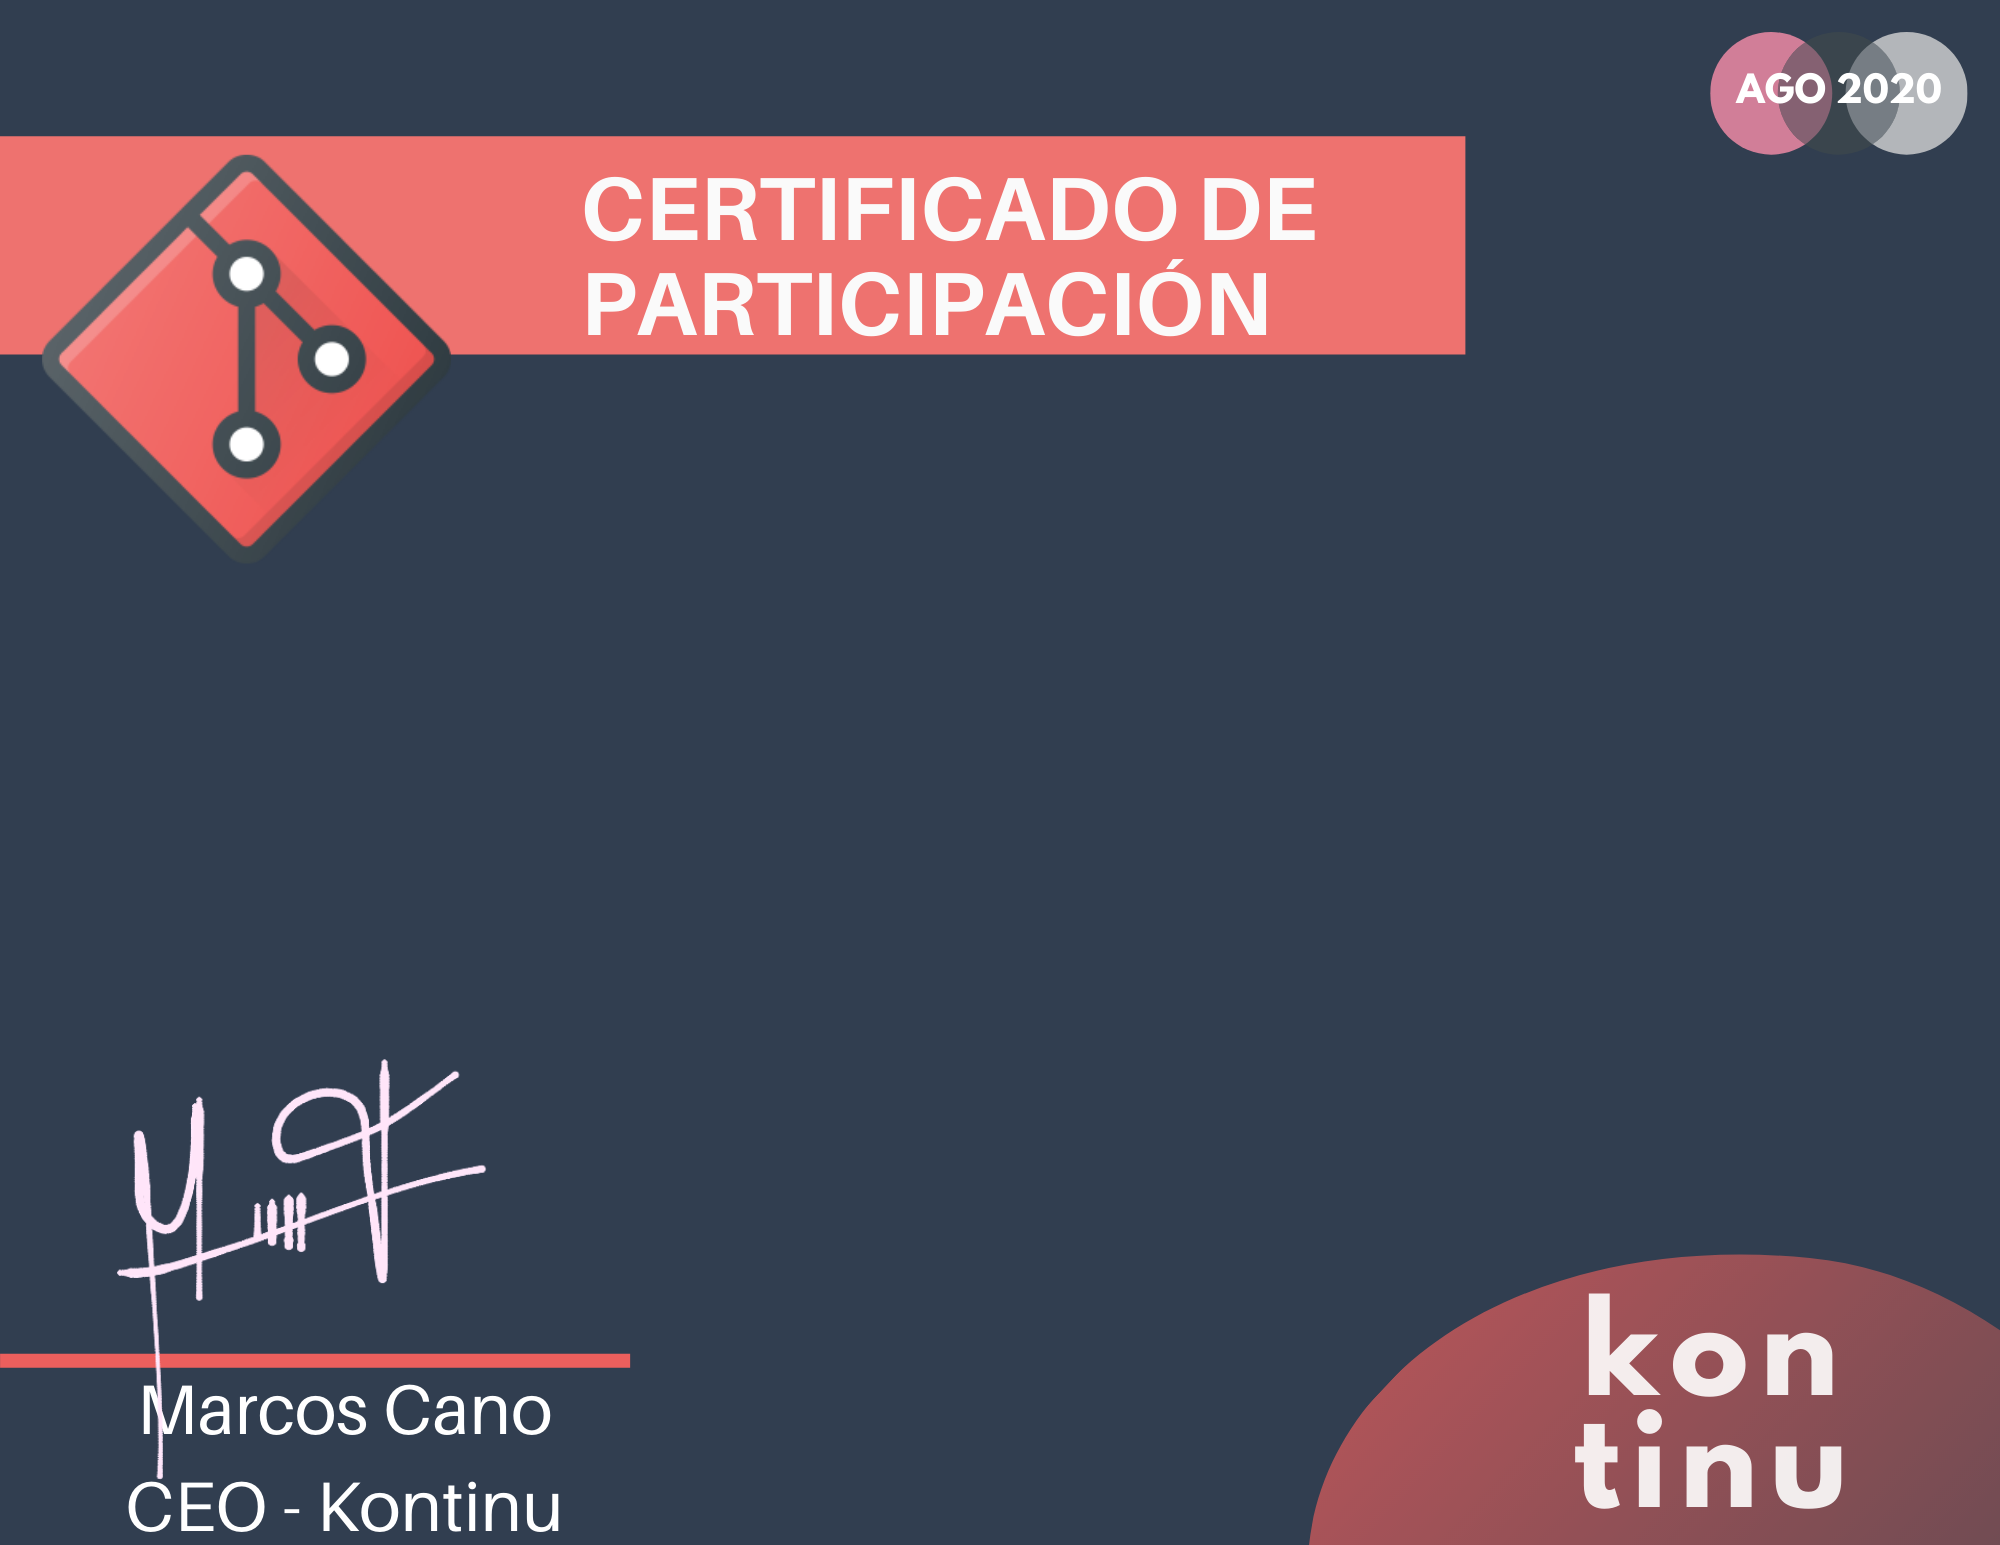 AGO 2020
CERTIFICADO DE
PARTICIPACIÓN
Marcos Cano
CEO - Kontinu
kon
tinu